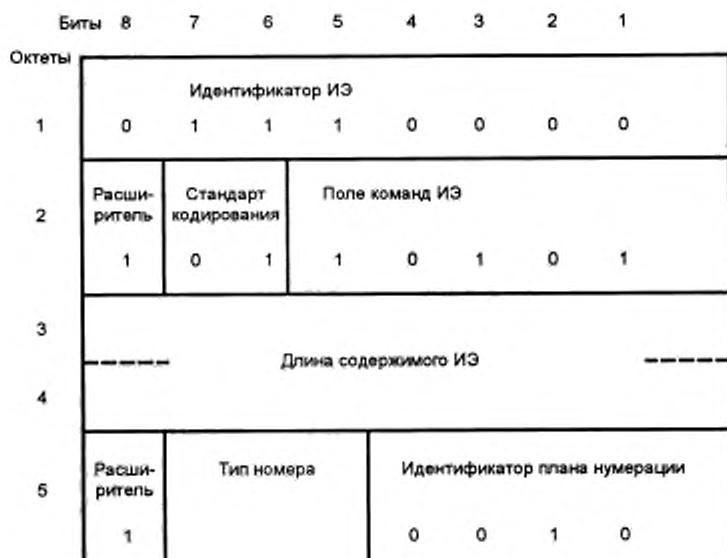 Биты 8 7 6 5 4 3 2 1
Октеты
Идентификатор ИЭ
1 0 1 1 1 0 0 0 0
Расши- Стандарт Поле команд ИЭ
2 ритель кодирования
1 0 1 1 0 1 0 1
3
Длина содержимого ИЭ
4
Расши- Тип номера Идентификатор плана нумерации
5 ритель
1 0 0 1 0